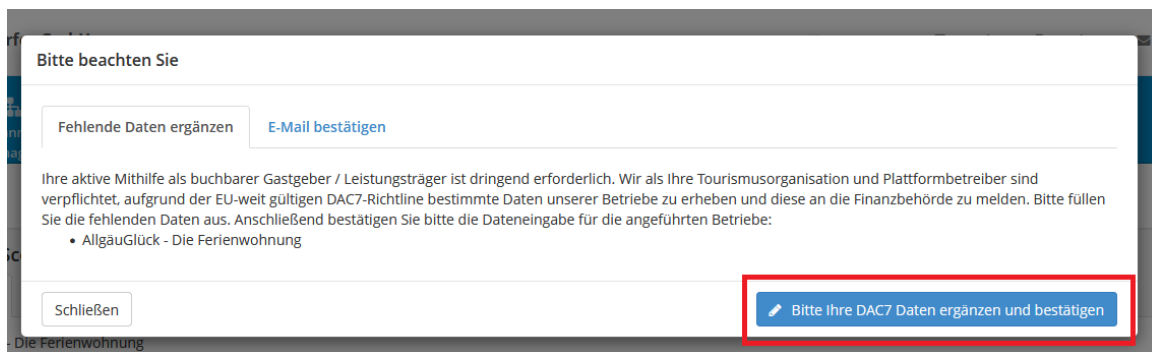 Bitte beachten Sie
Fehlende Daten ergänzen
E-Mail bestätigen
Ihre aktive Mithilfe als buchbarer Gastgeber / Leistungsträger ist dringend erforderlich. Wir als Ihre Tourismusorganisation und Plattformbetreiber sind
verpflichtet, aufgrund der EU-weit gültigen DAC7-Richtline bestimmte Daten unserer Betriebe zu erheben und diese an die Finanzbehörde zu melden. Bitte füllen
Sie die fehlenden Daten aus. Anschließend bestätigen Sie bitte die Dateneingabe für die angeführten Betriebe:
• AllgäuGlück - Die Ferienwohnung
Schließen
Bitte Ihre DAC7 Daten ergänzen und bestätigen
- Die Ferienwohnung